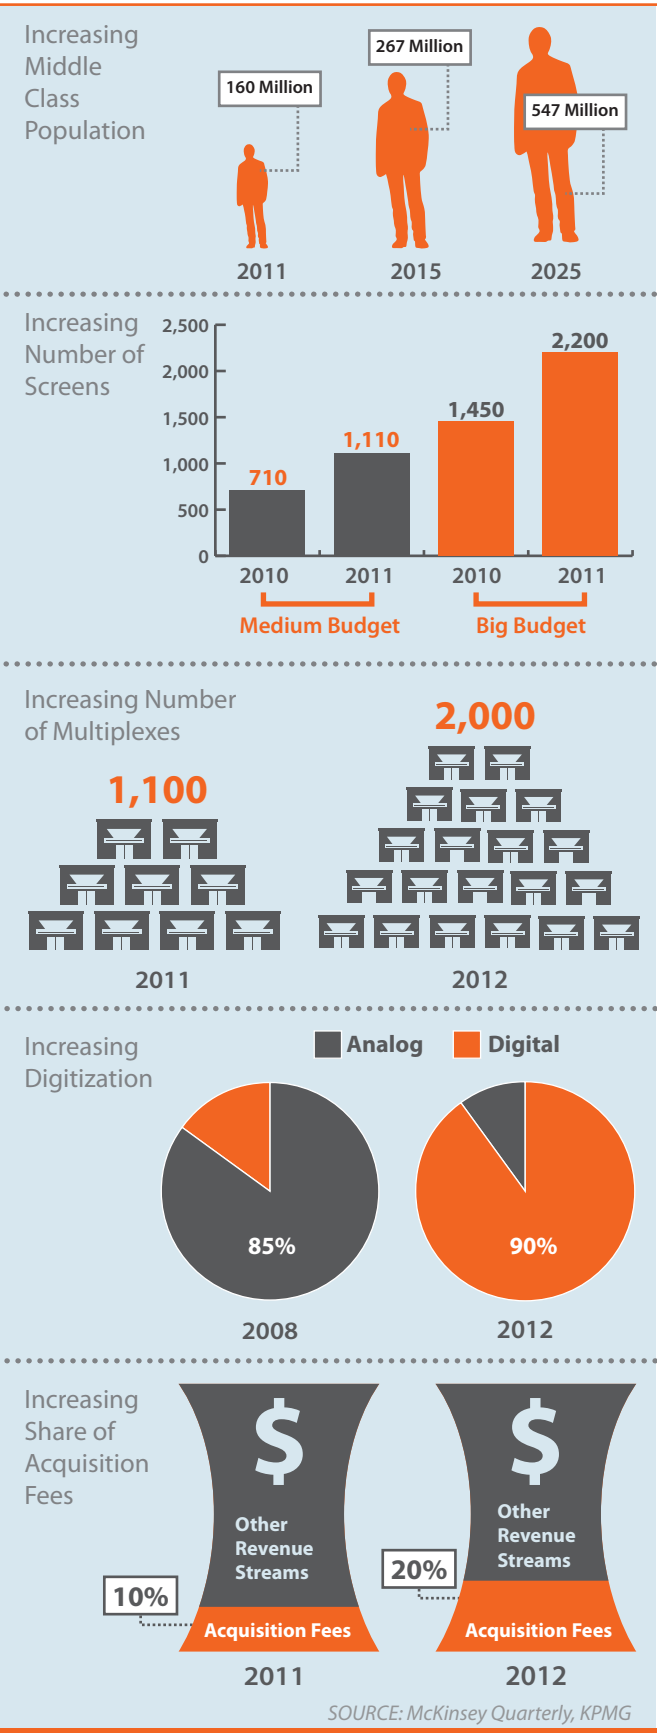 Increasing
Middle
Class
Population
160 Million
267 Million
547 Million
2011
2015
2025
Increasing
Number of
Screens
2,500
2,000
1,500
1,000
500
0
710
1,110
1,450
2,200
2010
2011
2010
2011
Medium Budget
Big Budget
Increasing Number
of Multiplexes
1,100
2,000
2011
2012
Increasing
Digitization
Analog
Digital
85%
90%
2008
2012
Increasing
Share of
Acquisition
Fees
$
Other
Revenue
Streams
10%
Acquisition Fees
2011
$
Other
Revenue
Streams
20%
Acquisition Fees
2012
SOURCE: McKinsey Quarterly, KPMG